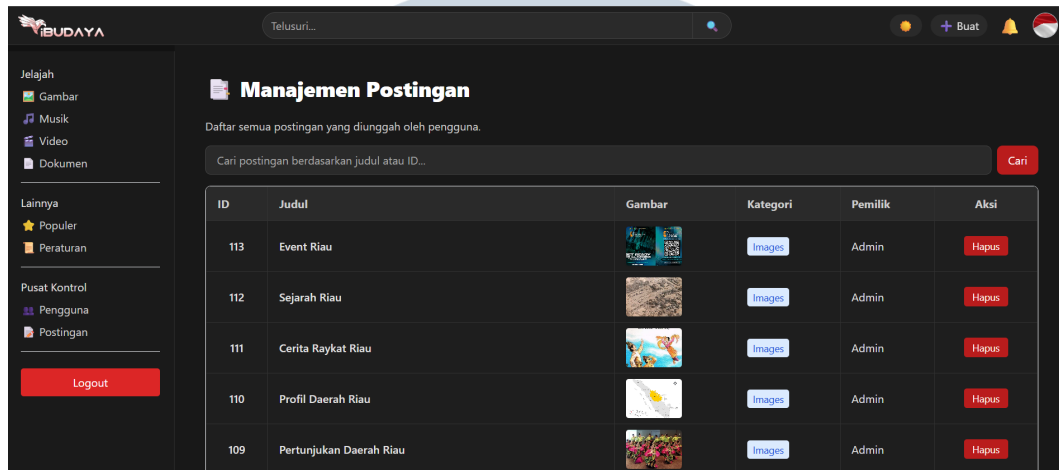 ViBUDAYA
Telusuri...
Buat
Jelajah
Gambar
Musik
Video
Dokumen
Lainnya
Populer
Peraturan
Pusat Kontrol
Pengguna
Postingan
Logout
Manajemen Postingan
Daftar semua postingan yang diunggah oleh pengguna.
Cari postingan berdasarkan judul atau ID...
Cari
ID Judul Gambar Kategori Pemilik Aksi
113 Event Riau Images Admin Hapus
112 Sejarah Riau Images Admin Hapus
111 Cerita Raykat Riau Images Admin Hapus
110 Profil Daerah Riau Images Admin Hapus
109 Pertunjukan Daerah Riau Images Admin Hapus